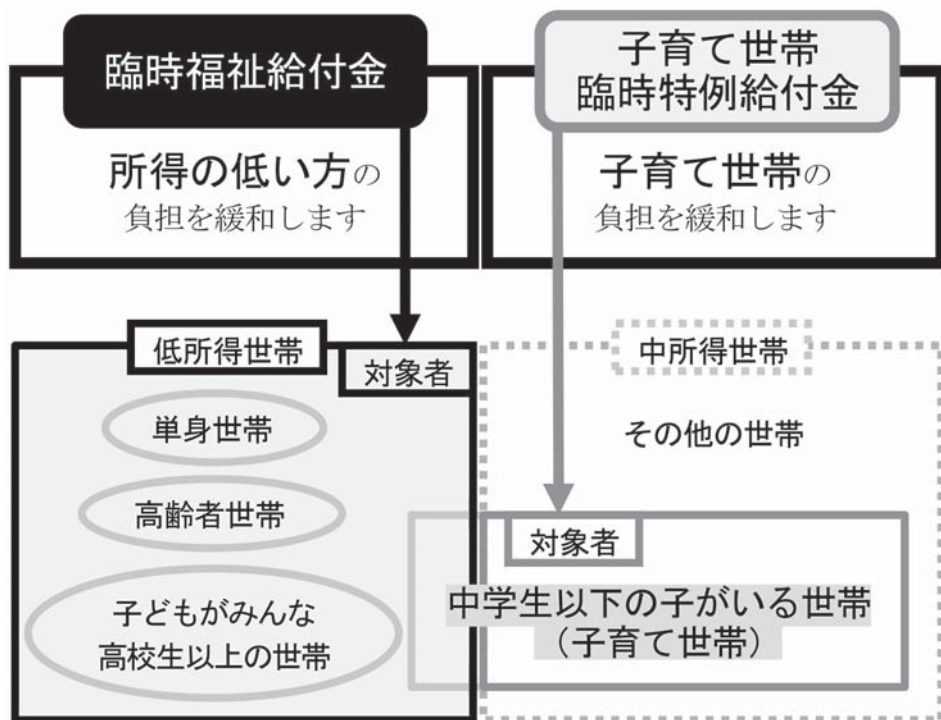 臨時福祉給付金
所得の低い方の
負担を緩和します
子育て世帯
臨時特例給付金
子育て世帯の
負担を緩和します
低所得世帯
対象者
単身世帯
高齢者世帯
子どもがみんな
高校生以上の世帯
中所得世帯
その他の世帯
対象者
中学生以下の子がいる世帯
(子育て世帯)